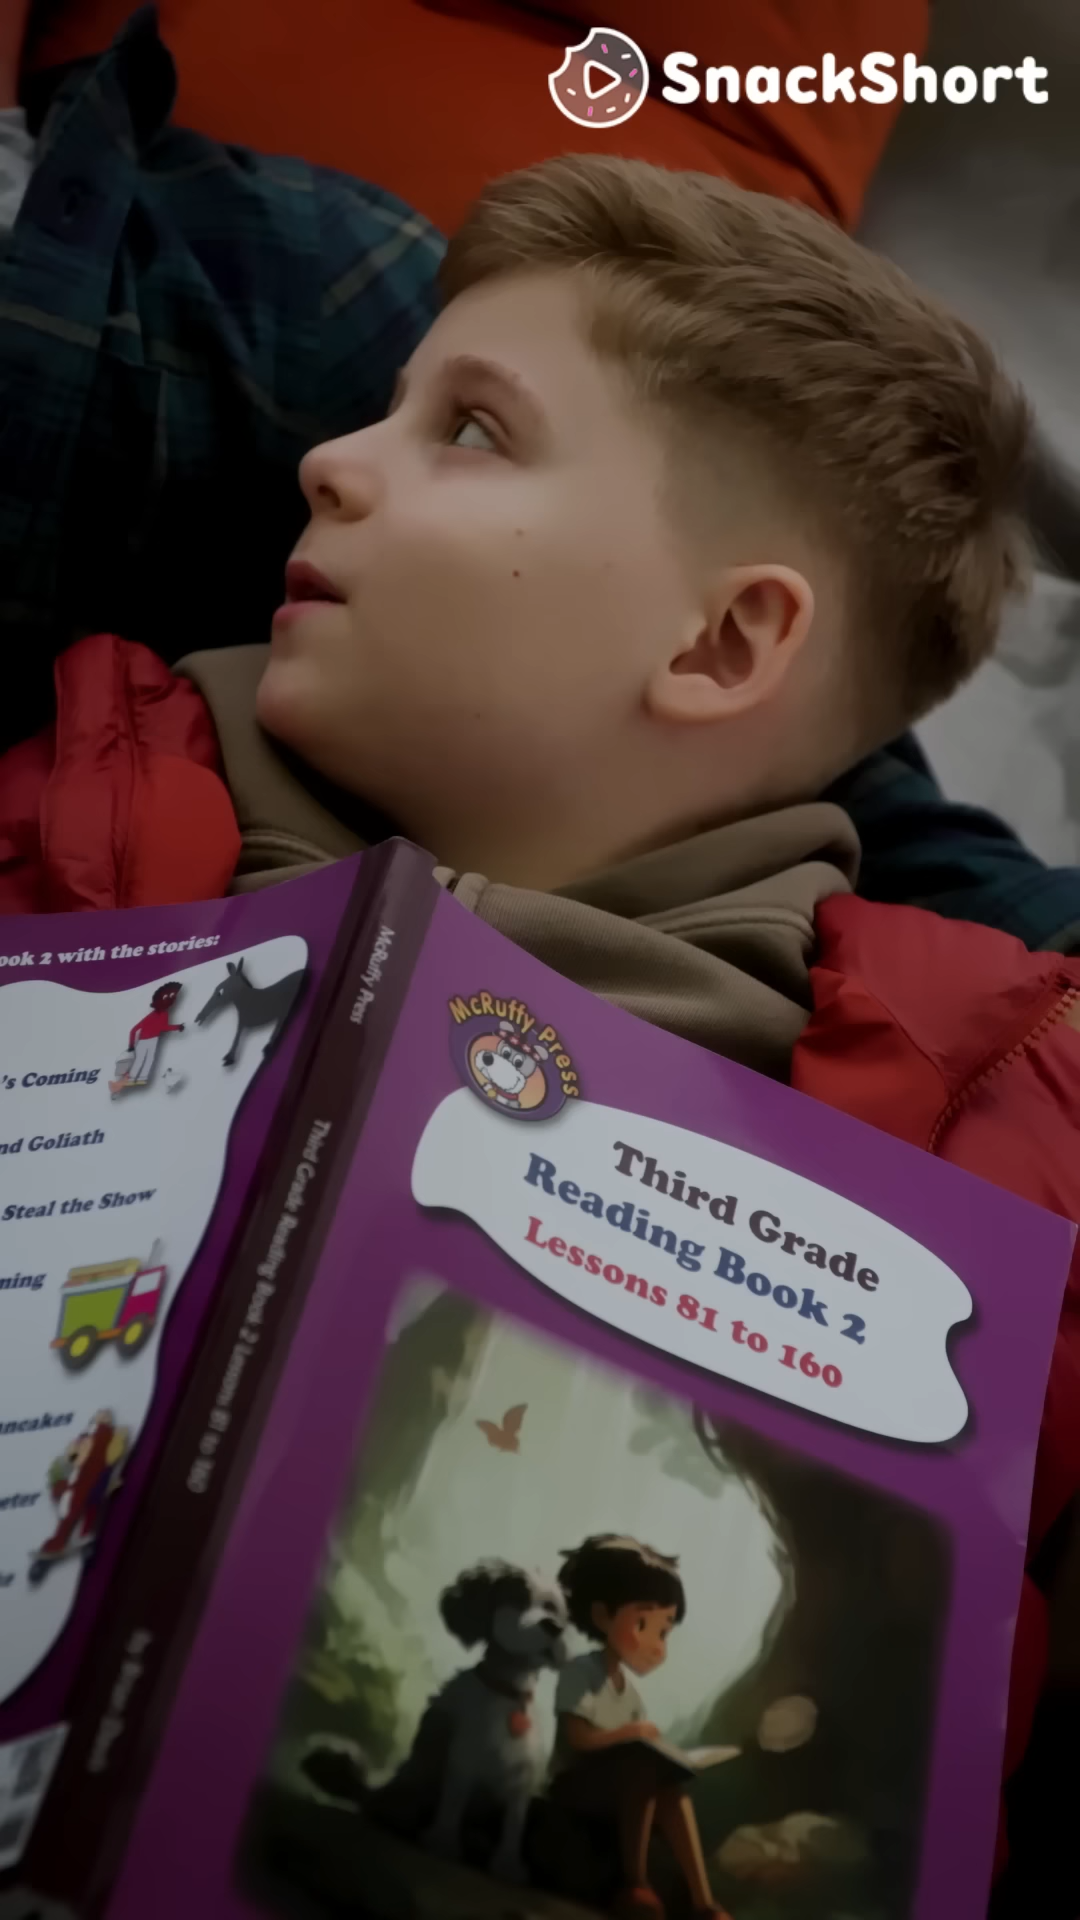 SnackShort
ook 2 with the stories:
's Coming
nd Goliath
Steal the Show
ming
ncakes
eter
McRuffy Press
Third Grade Reading Book 2 Lessons 81 to 160
McRuffy Press
Third Grade
Reading Book 2
Lessons 81 to 160